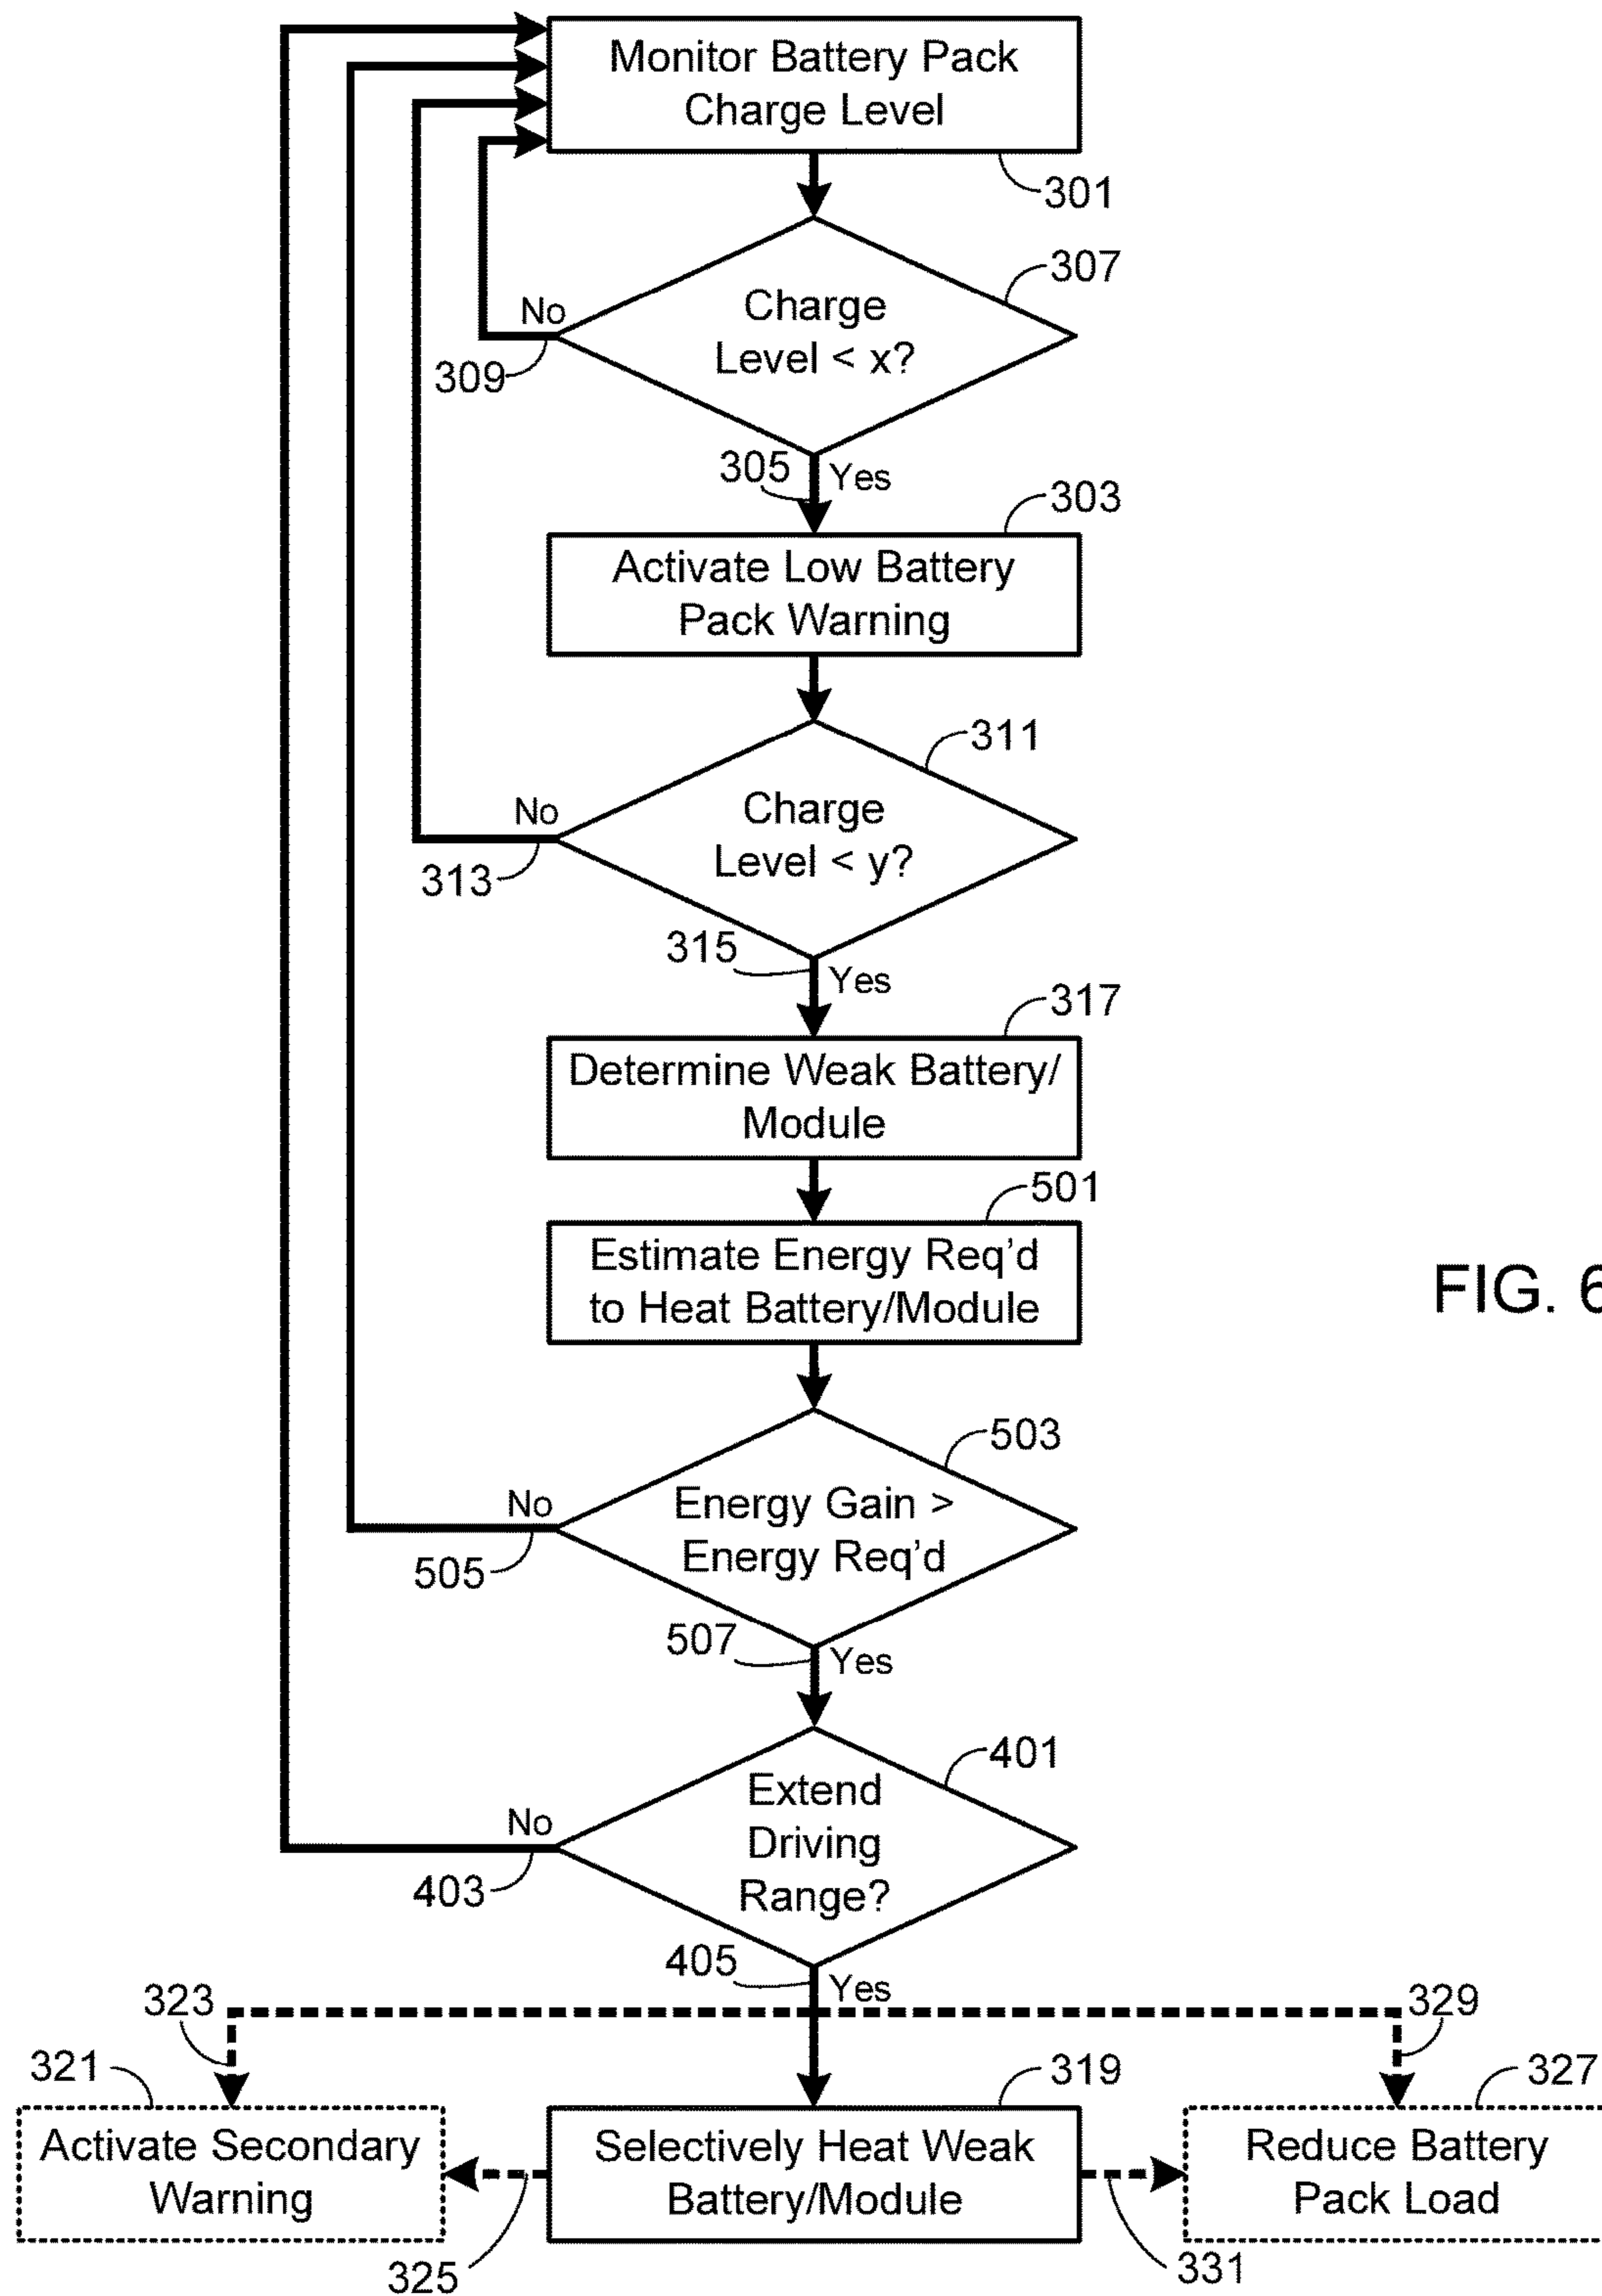 Monitor Battery Pack
Charge Level
301
307
Charge
Level < x?
No
309
305
Yes
303
Activate Low Battery
Pack Warning
311
Charge
Level < y?
No
313
315
Yes
317
Determine Weak Battery/
Module
501
Estimate Energy Req'd
to Heat Battery/Module
FIG. 6
503
Energy Gain >
Energy Req'd
No
505
507
Yes
401
Extend
Driving
Range?
No
403
405
Yes
323
329
321
319
327
Activate Secondary
Warning
Selectively Heat Weak
Battery/Module
Reduce Battery
Pack Load
325
331